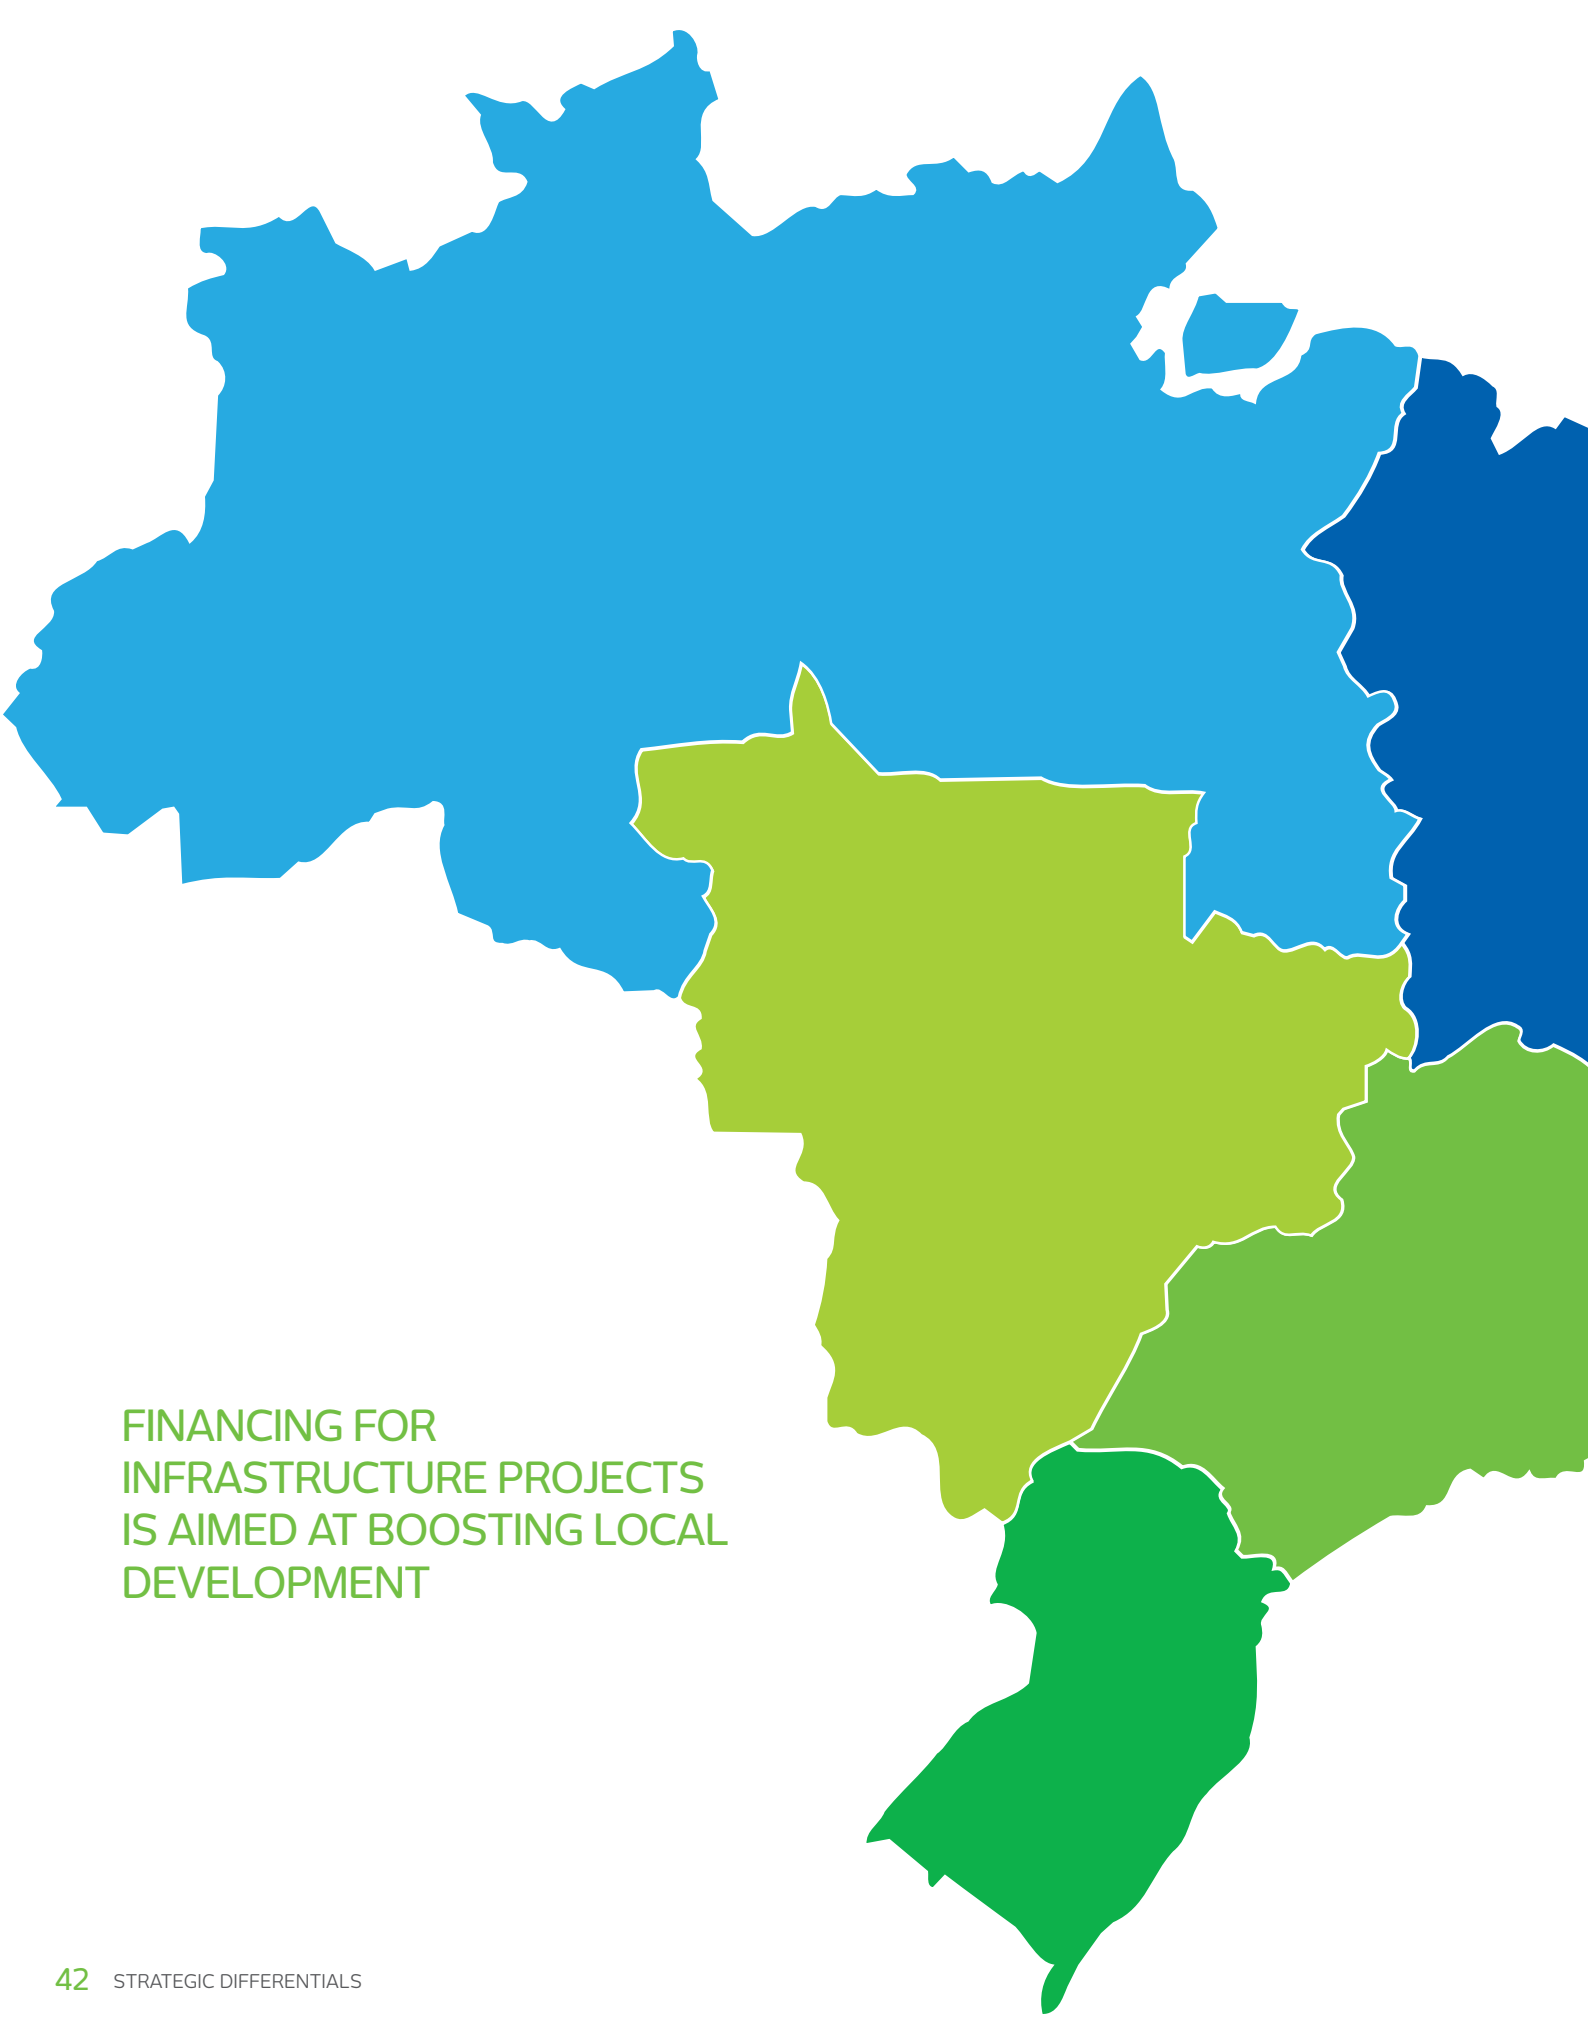 FINANCING FOR
INFRASTRUCTURE PROJECTS
IS AIMED AT BOOSTING LOCAL
DEVELOPMENT
42 STRATEGIC DIFFERENTIALS